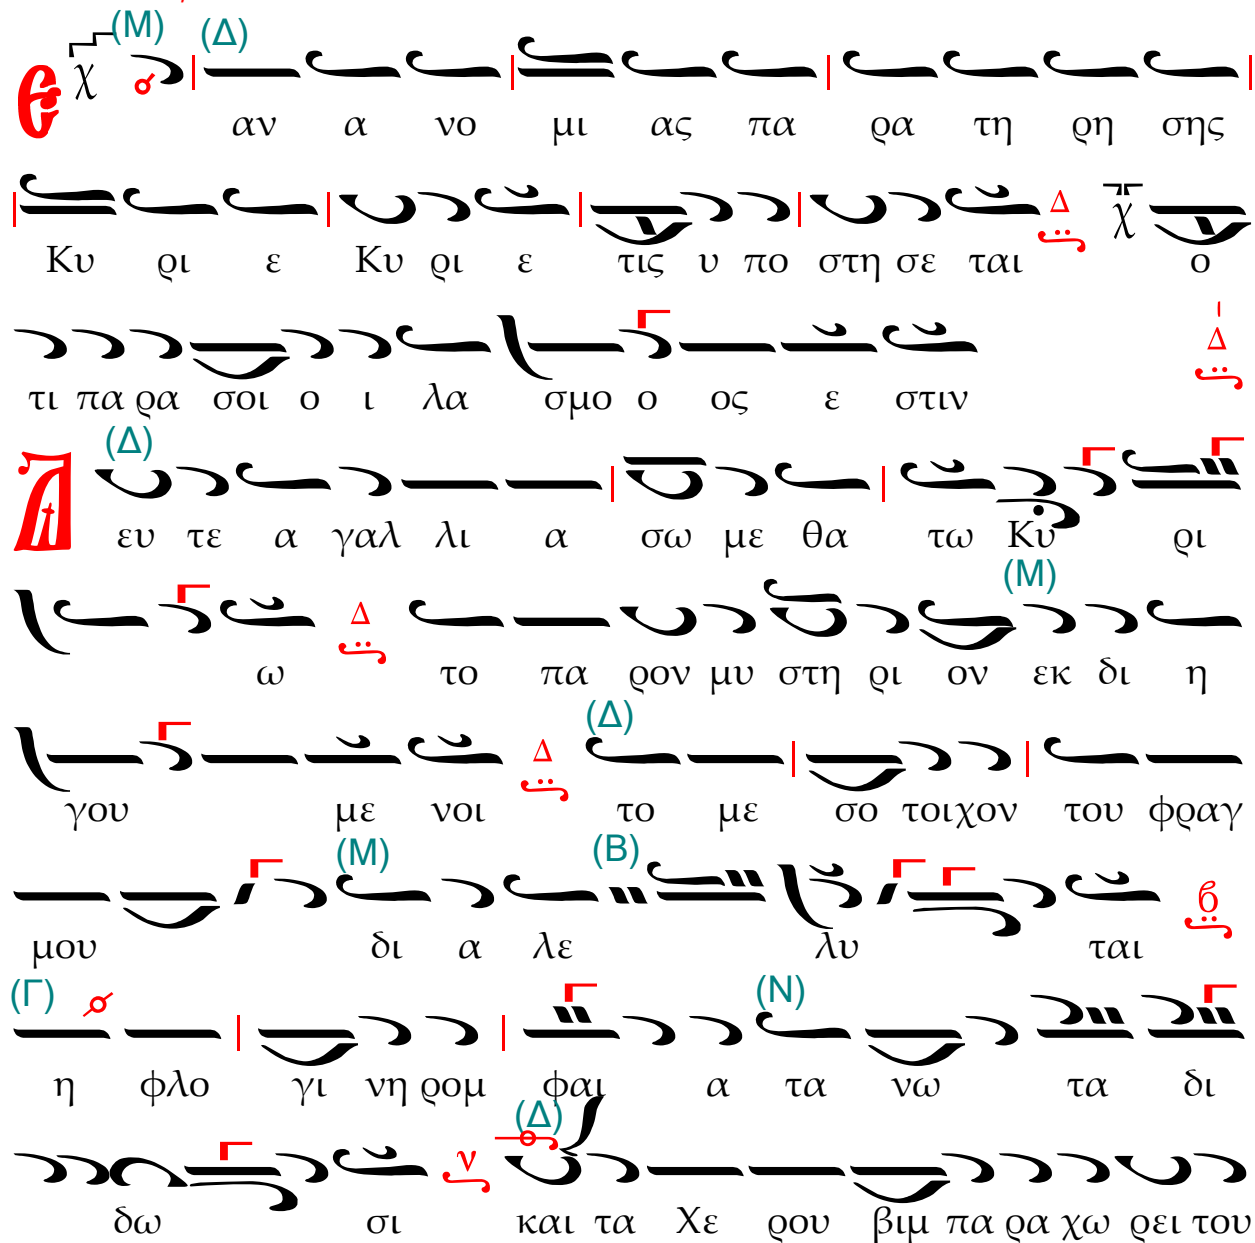 (Μ) (Δ)
Ε αν α νο μι ας πα ρα τη ρη σης
Κυ ρι ε Κυ ρι ε τις υ πο στη σε ται Δ ο
τι πα ρα σοι ο ι λα σμο ο ος ε στιν Δ
(Δ)
Δ ευ τε α γαλ λι α σω με θα τω Κυ ρι
(Μ)
ω Δ το πα ρον μυ στη ρι ον εκ δι η
(Δ)
γου με νοι Δ το με σο τοιχον του φραγ
(Μ) (Β)
μου δι α λε λυ ται β
(Γ) (Ν)
η φλο γι νη ρομ φαι α τα νω τα δι
(Δ)
δω σι ν και τα Χε ρου βιμ πα ρα χω ρει του